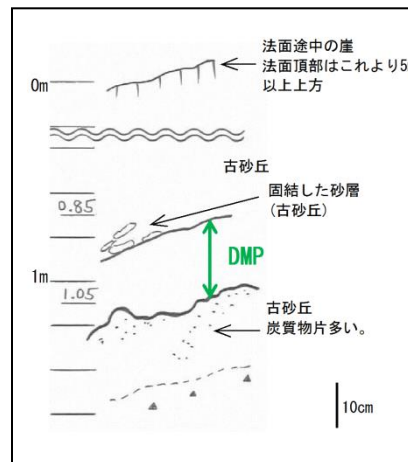 法面途中の崖
法面頂部はこれより5
以上上方
0m
古砂丘
固結した砂層
(古砂丘)
0.85
DMP
1m
1.05
古砂丘
炭質物片多い。
10cm